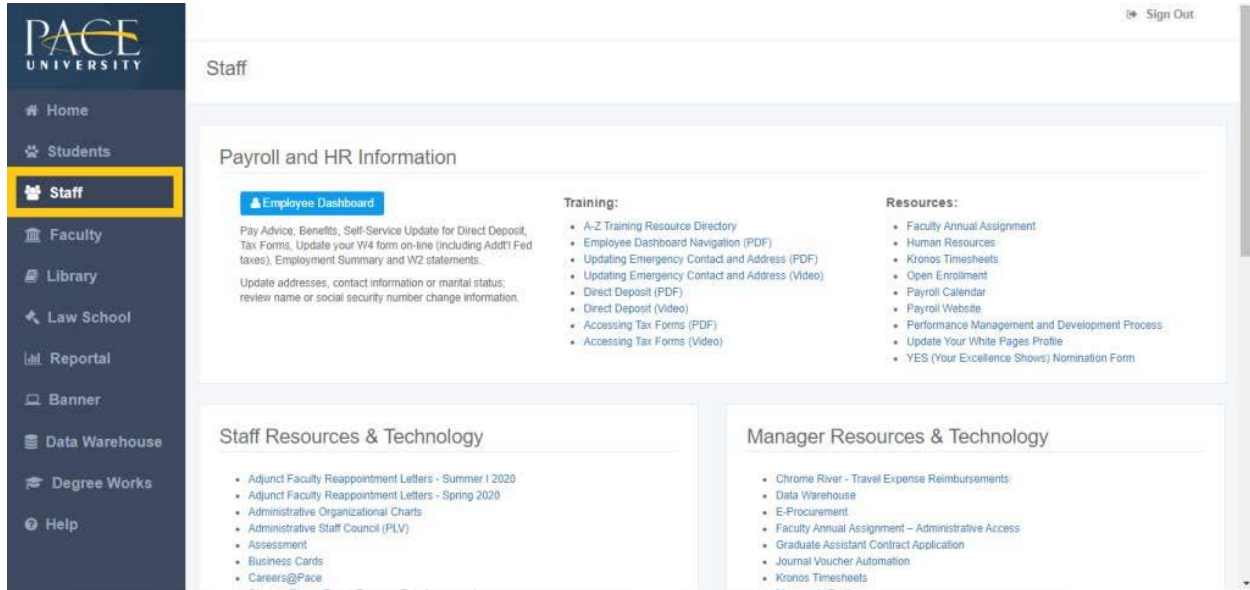 PACE
UNIVERSITY
Sign Out
Staff
Home
Students
Staff
Faculty
Library
Law School
Reportal
Banner
Data Warehouse
Degree Works
Help
Payroll and HR Information
Employee Dashboard
Pay Advice, Benefits, Self-Service Update for Direct Deposit,
Tax Forms, Update your W4 form on-line (including Addt'l Fed
taxes), Employment Summary and W2 statements.
Update addresses, contact information or marital status;
review name or social security number change information.
Training:
A-Z Training Resource Directory
Employee Dashboard Navigation (PDF)
Updating Emergency Contact and Address (PDF)
Updating Emergency Contact and Address (Video)
Direct Deposit (PDF)
Direct Deposit (Video)
Accessing Tax Forms (PDF)
Accessing Tax Forms (Video)
Resources:
Faculty Annual Assignment
Human Resources
Kronos Timesheets
Open Enrollment
Payroll Calendar
Payroll Website
Performance Management and Development Process
Update Your White Pages Profile
YES (Your Excellence Shows) Nomination Form
Staff Resources & Technology
Adjunct Faculty Reappointment Letters - Summer I 2020
Adjunct Faculty Reappointment Letters - Spring 2020
Administrative Organizational Charts
Administrative Staff Council (PLV)
Assessment
Business Cards
Careers@Pace
Manager Resources & Technology
Chrome River - Travel Expense Reimbursements
Data Warehouse
E-Procurement
Faculty Annual Assignment – Administrative Access
Graduate Assistant Contract Application
Journal Voucher Automation
Kronos Timesheets